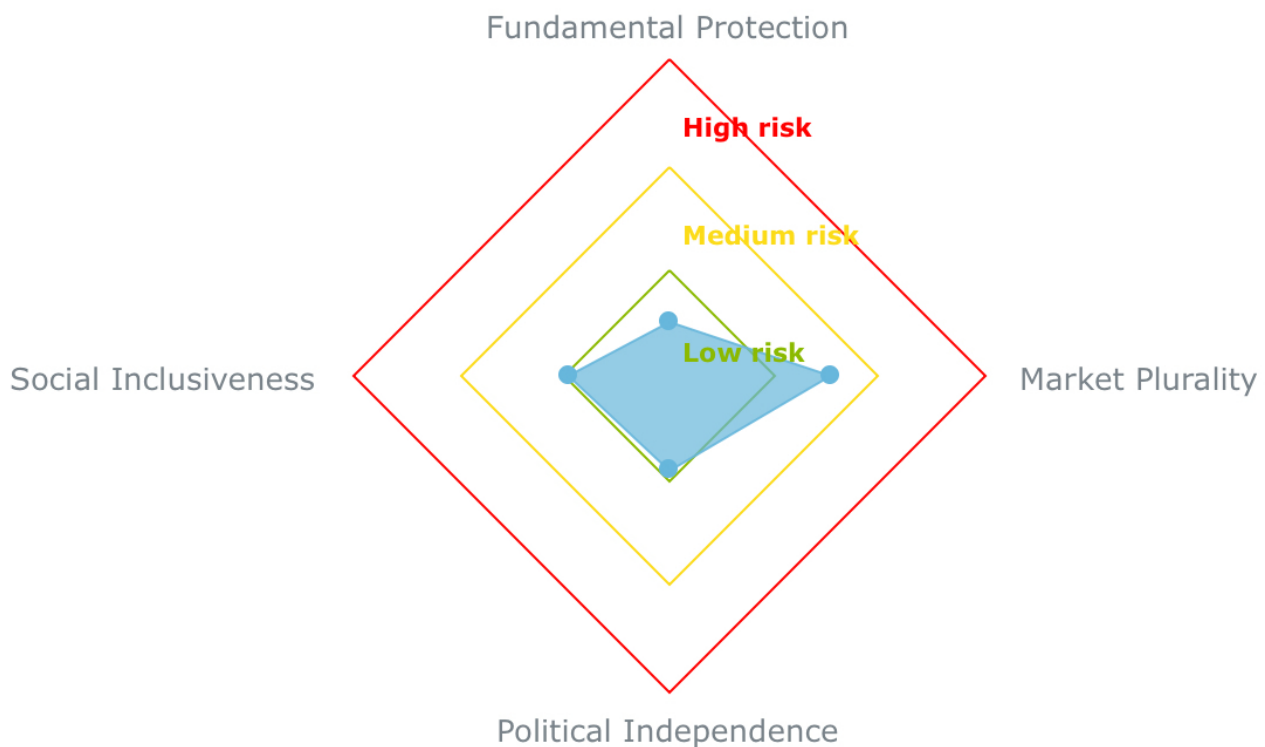 Fundamental Protection
High risk
Medium risk
Low risk
Social Inclusiveness
Market Plurality
Political Independence